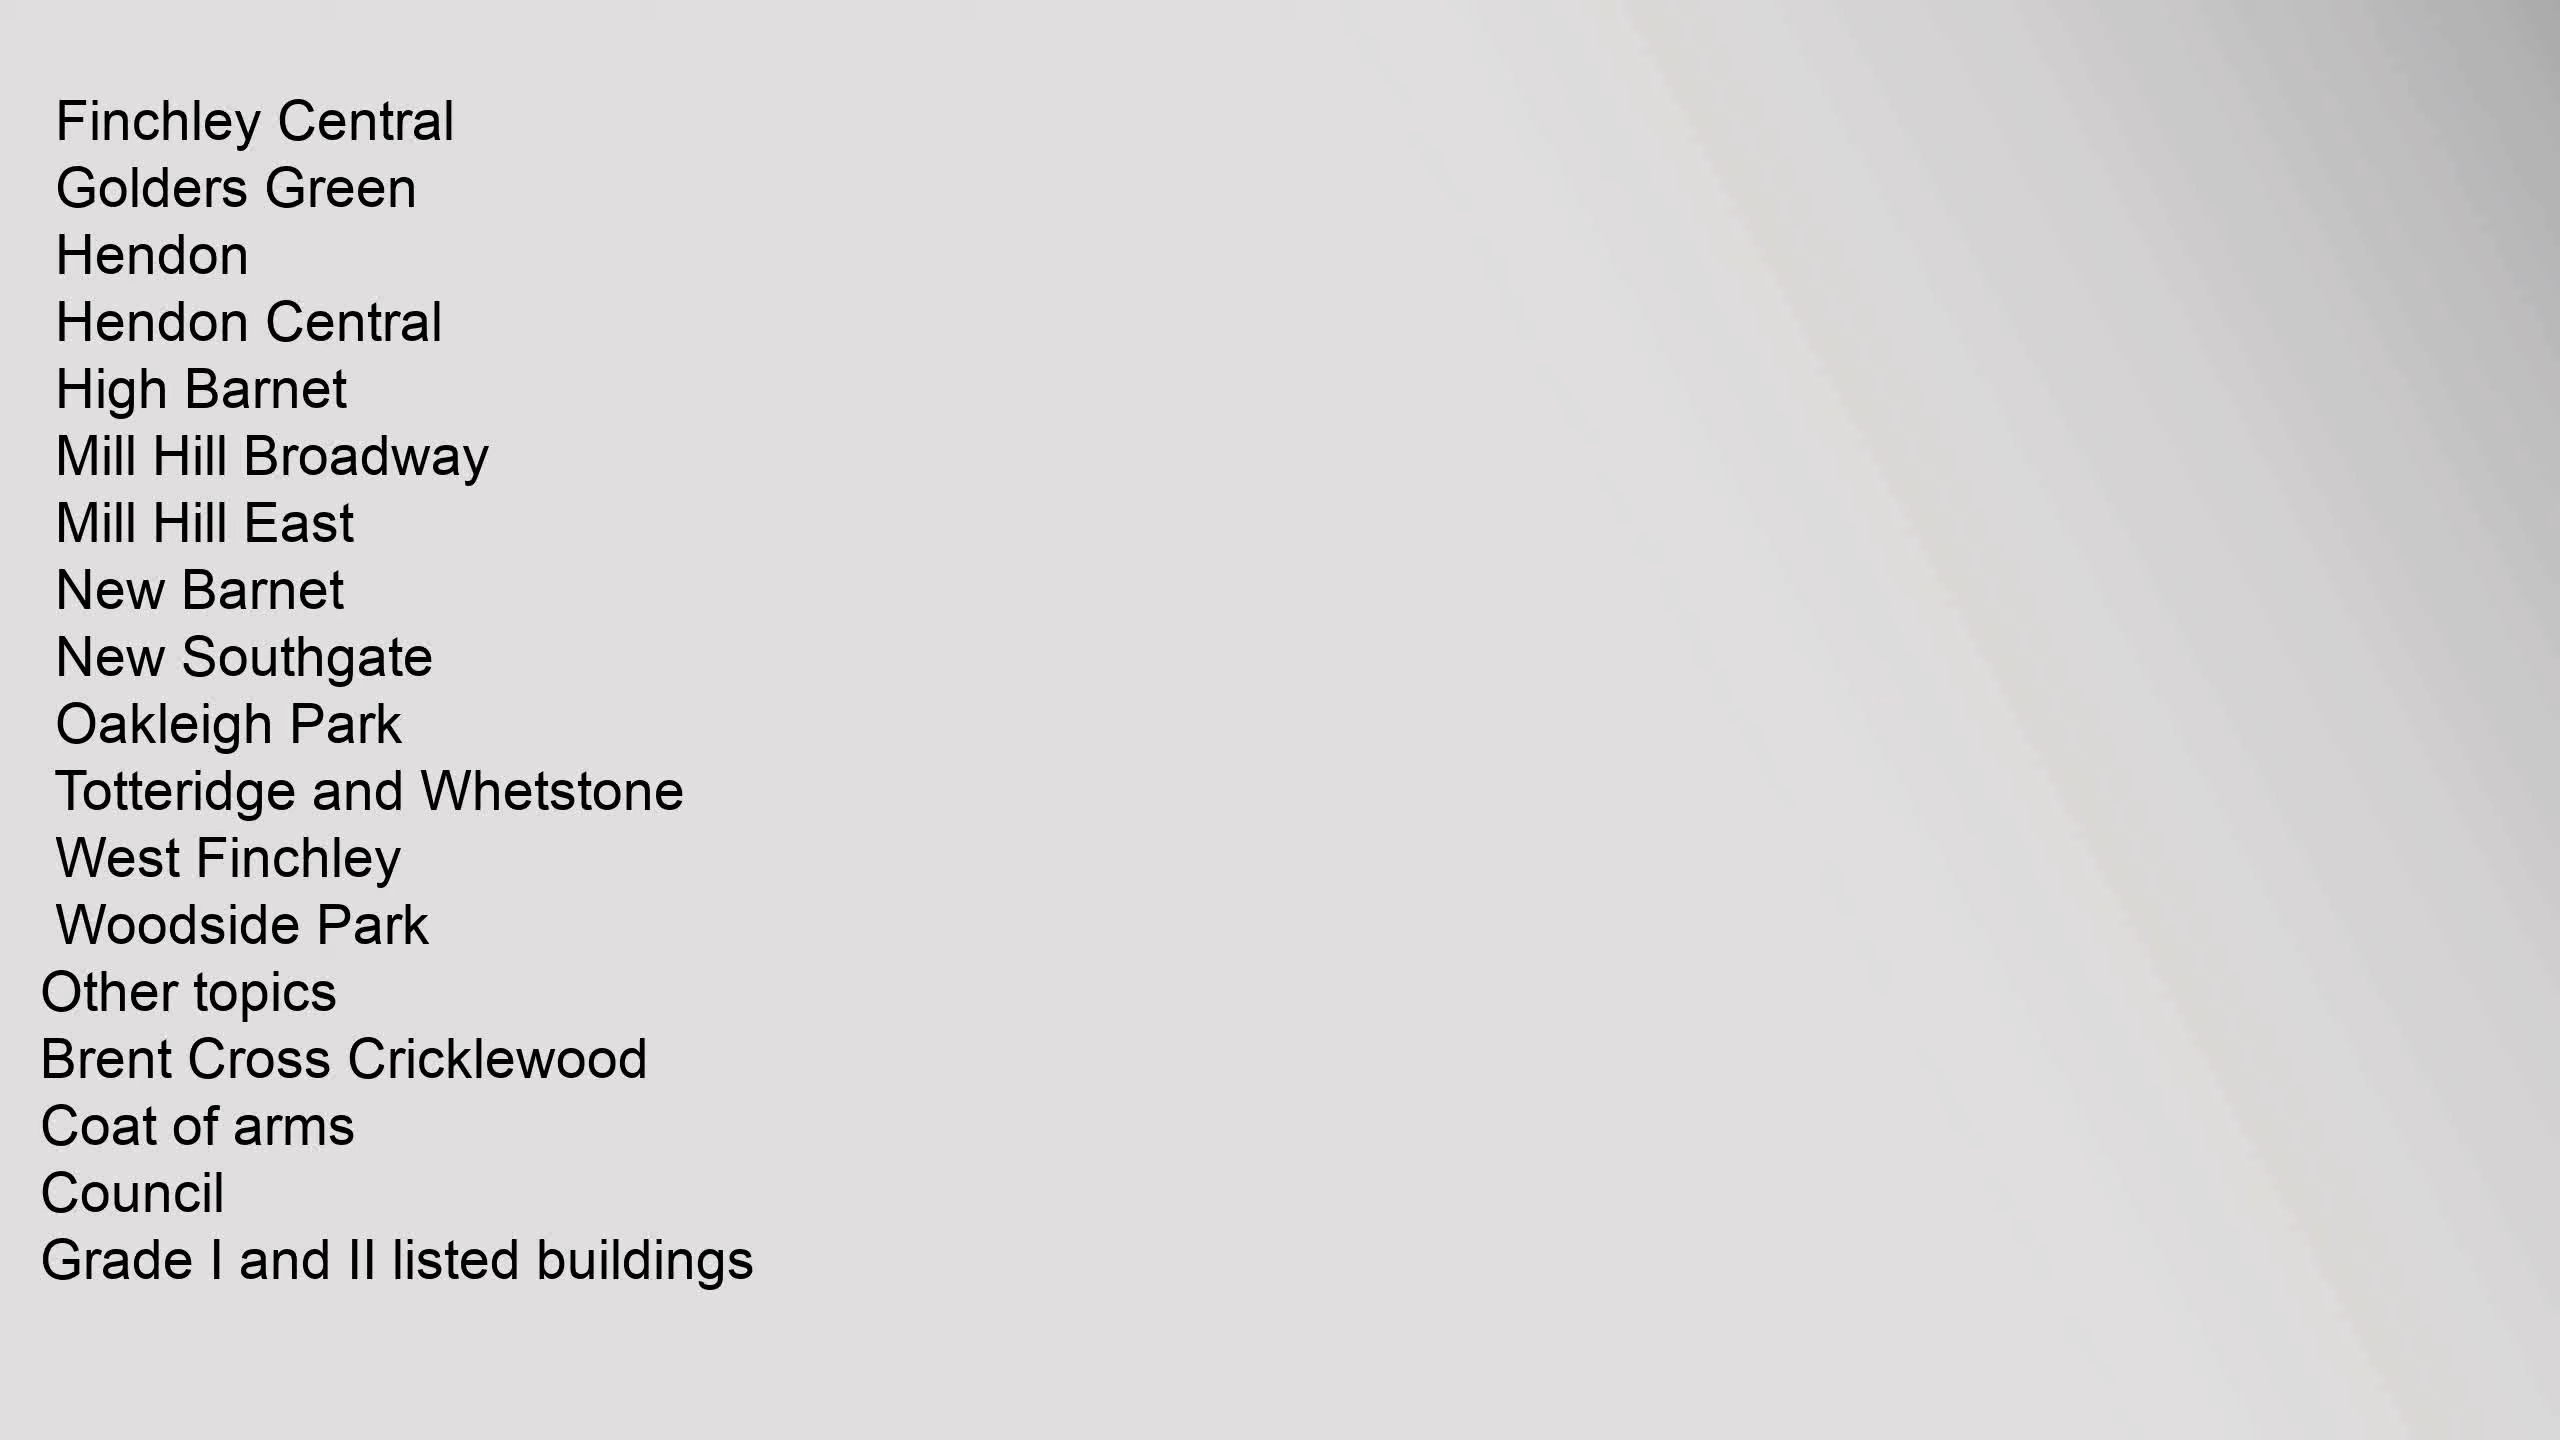 Finchley Central
Golders Green
Hendon
Hendon Central
High Barnet
Mill Hill Broadway
Mill Hill East
New Barnet
New Southgate
Oakleigh Park
Totteridge and Whetstone
West Finchley
Woodside Park
Other topics
Brent Cross Cricklewood
Coat of arms
Council
Grade I and II listed buildings